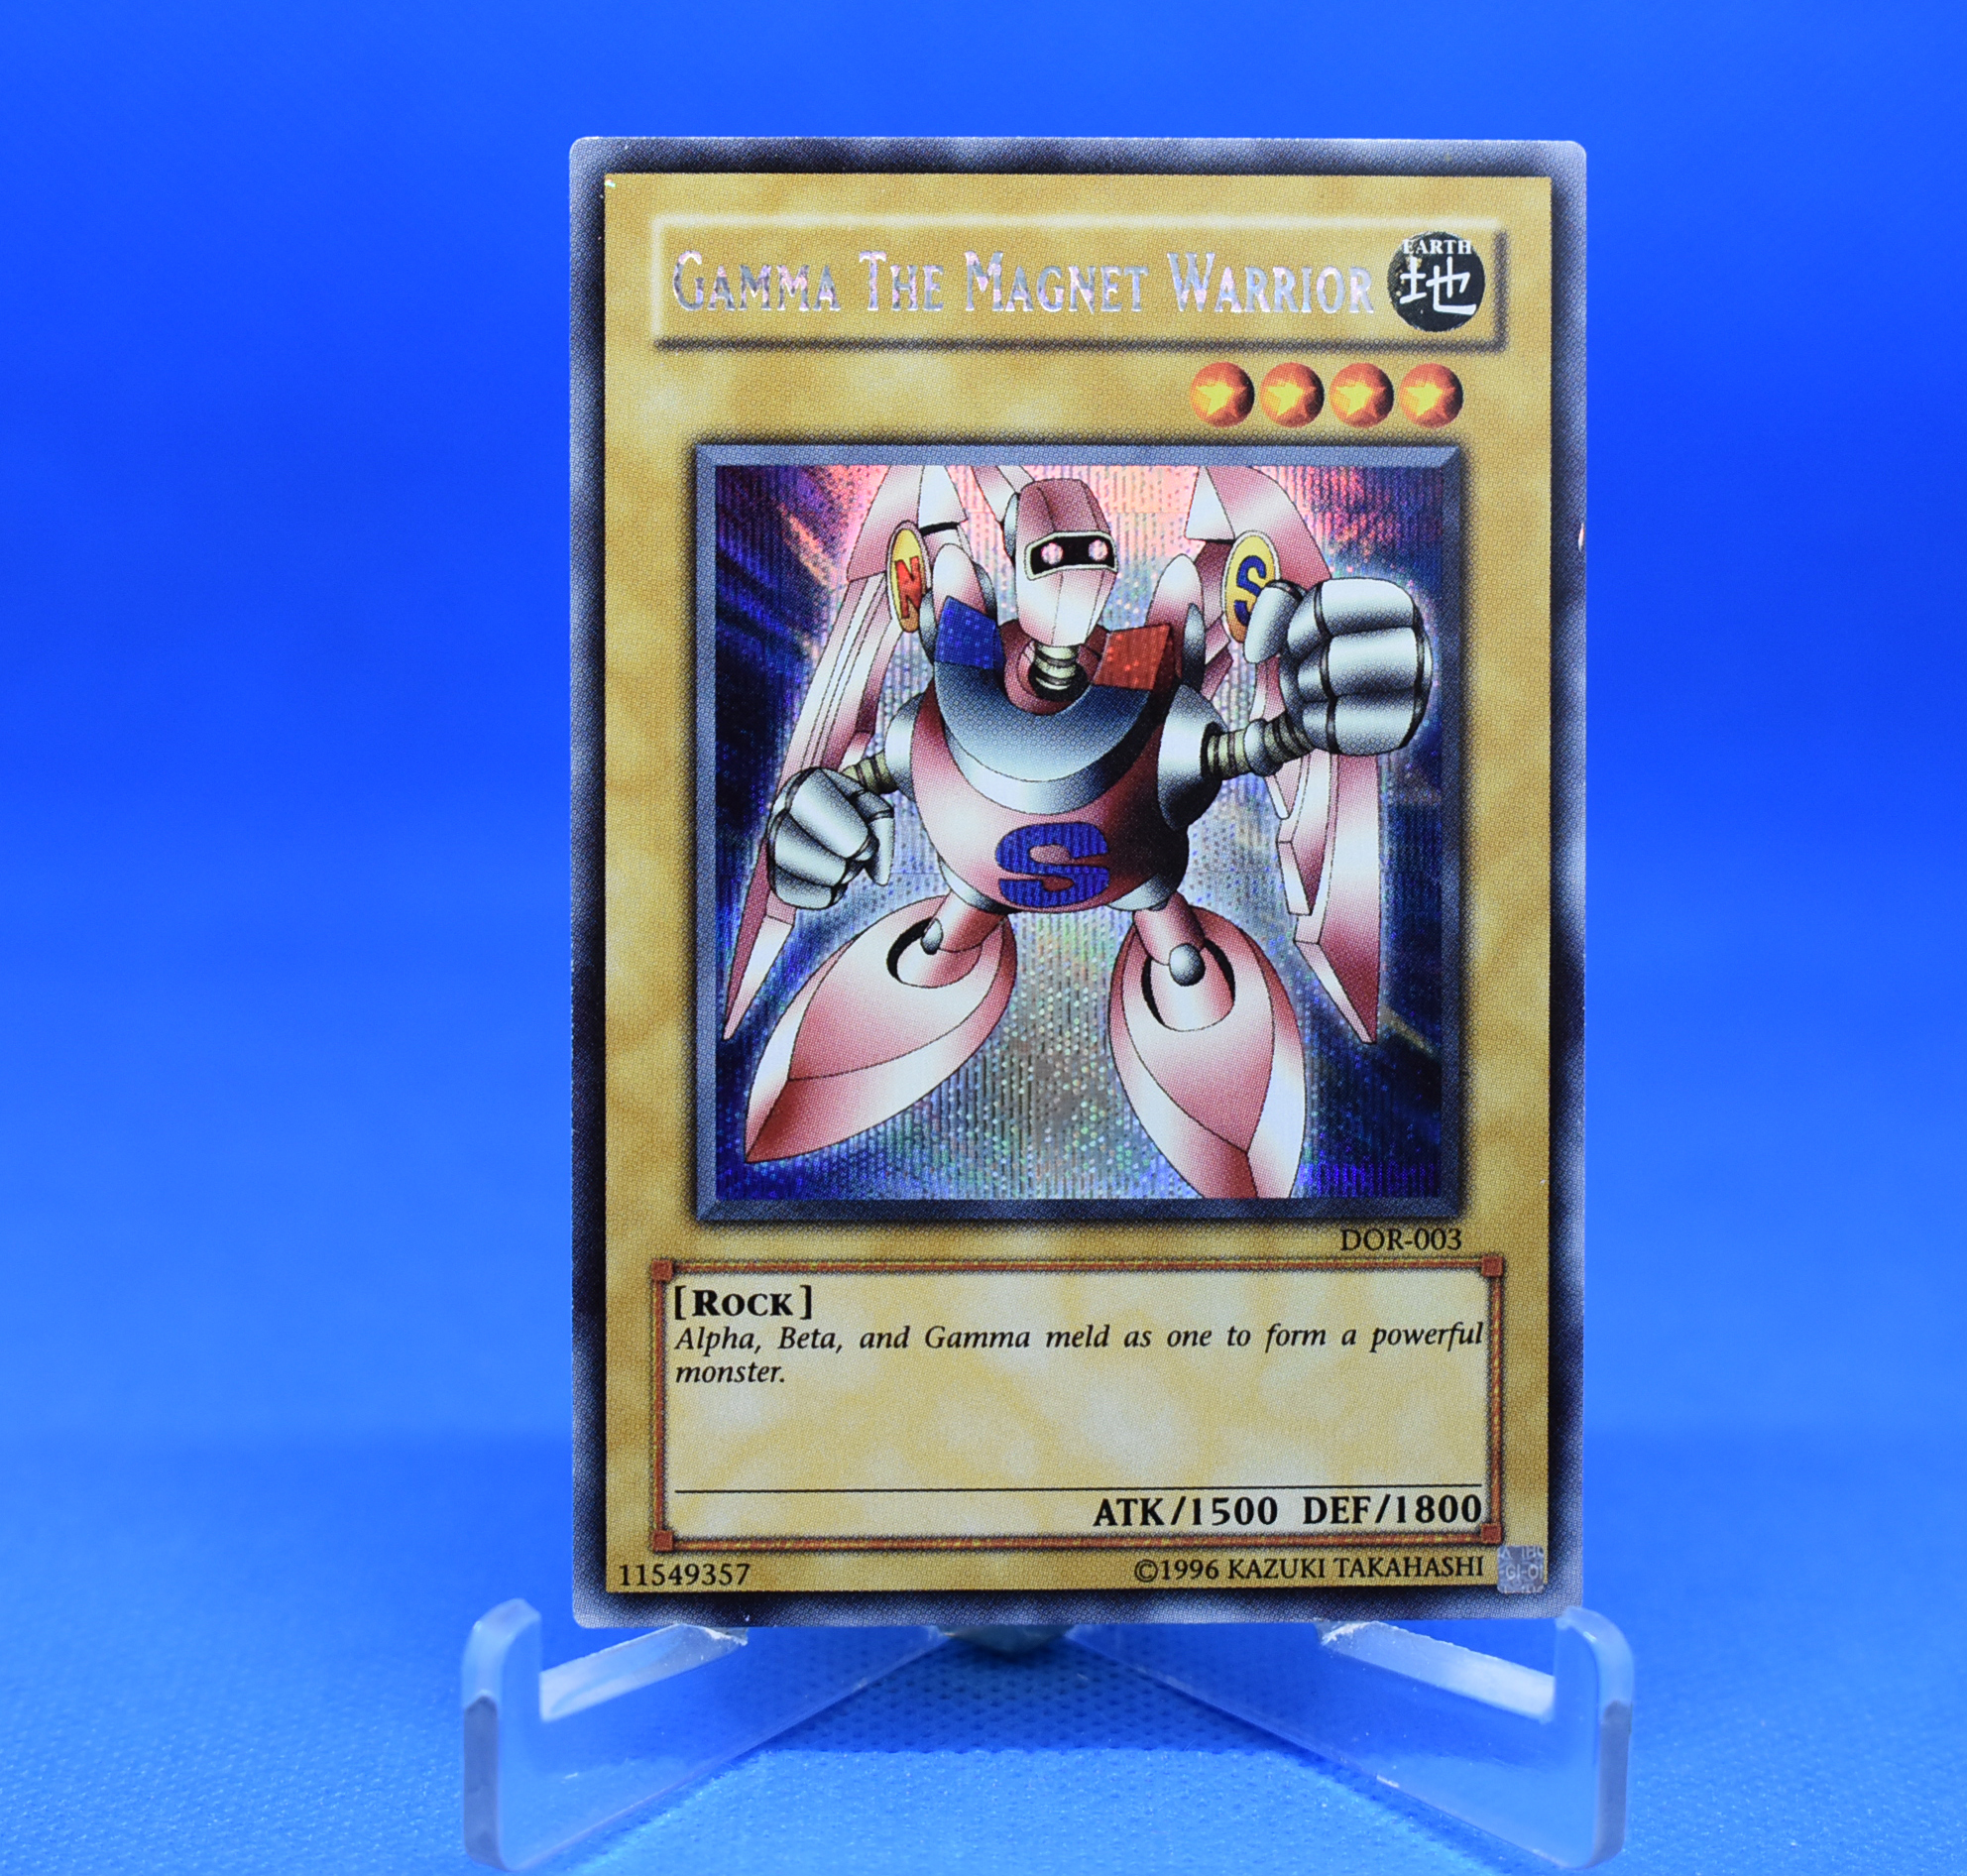 GAMMA THE MAGNET WARRIOR
EARTH
地
N
S
S
DOR-003
[ROCK]
Alpha, Beta, and Gamma meld as one to form a powerful
monster.
ATK/1500 DEF/1800
11549357
©1996 KAZUKI TAKAHASHI